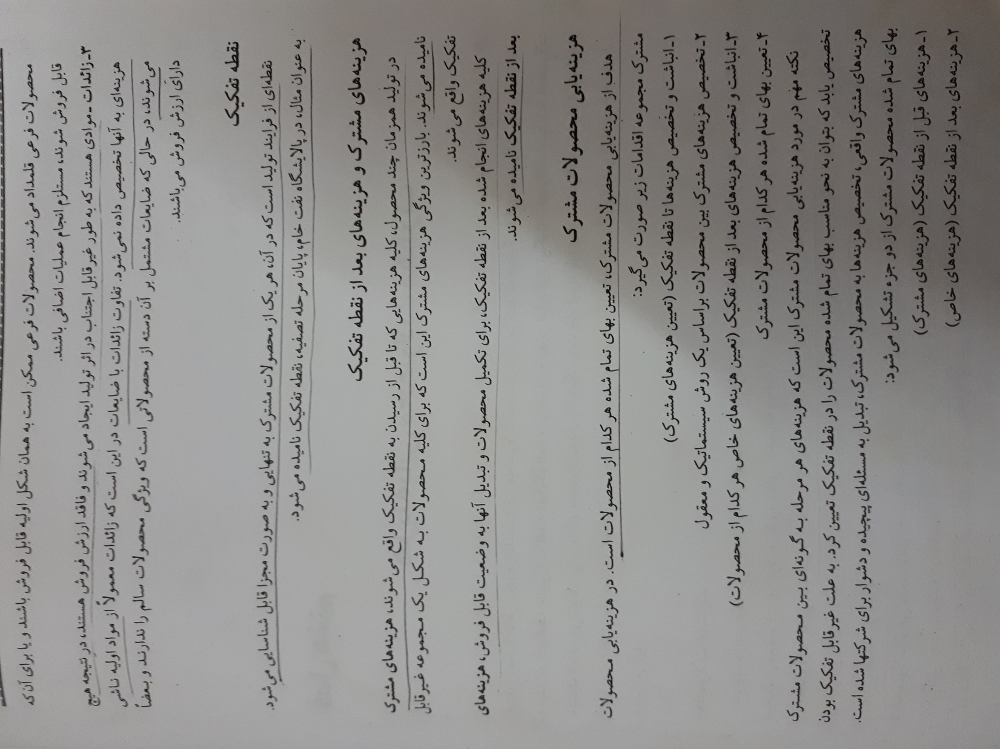 محصولات فرعی قلمداد می‌شوند. محصولات فرعی ممکن است به همان شکل اولیه قابل فروش باشند و یا برای آن که
قابل فروش شوند، مستلزم انجام عملیات اضافی باشند.
۳-زائدات-موادی هستند که به طور غیر قابل اجتناب در اثر تولید ایجاد می‌شوند و فاقد ارزش فروش هستند، در نتیجه هیچ
هزینه‌ای به آنها تخصیص داده نمی‌شود. تفاوت زائدات با ضایعات در این است که زائدات معمولاً از مواد اولیه ناشی
می‌شوند، در حالی که ضایعات مشتمل بر آن دسته از محصولاتی است که ویژگی محصولات سالم را ندارند و بعضاً
دارای ارزش فروش می‌باشند.
نقطه تفکیک
نقطه‌ای از فرایند تولید است که در آن، هر یک از محصولات مشترک به تنهایی و به صورت مجزا قابل شناسایی می‌شود.
به عنوان مثال، در پالایشگاه نفت خام، پایان مرحله تصفیه، نقطه تفکیک نامیده می‌شود.
هزینه‌های مشترک و هزینه‌های بعد از نقطه تفکیک
در تولید همزمان چند محصول، کلیه هزینه‌هایی که تا قبل از رسیدن به نقطه تفکیک واقع می‌شوند، هزینه‌های مشترک
نامیده می‌شوند. بارزترین ویژگی هزینه‌های مشترک این است که برای کلیه محصولات به شکل یک مجموعه غیرقابل
تفکیک واقع می‌شوند.
کلیه هزینه‌های انجام شده بعد از نقطه تفکیک، برای تکمیل محصولات و تبدیل آنها به وضعیت قابل فروش، هزینه‌های
بعد از نقطه تفکیک نامیده می‌شوند.
هزینه‌یابی محصولات مشترک
هدف از هزینه‌یابی محصولات مشترک، تعیین بهای تمام شده هر کدام از محصولات است. در هزینه‌یابی محصولات
مشترک مجموعه اقدامات زیر صورت می‌گیرد:
۱-انباشت و تخصیص هزینه‌ها تا نقطه تفکیک (تعیین هزینه‌های مشترک)
۲-تخصیص هزینه‌های مشترک بین محصولات براساس یک روش سیستماتیک و معقول
۳-انباشت و تخصیص هزینه‌های بعد از نقطه تفکیک (تعیین هزینه‌های خاص هر کدام از محصولات)
۴-تعیین بهای تمام شده هر کدام از محصولات مشترک
نکته مهم در مورد هزینه‌یابی محصولات مشترک این است که هزینه‌های هر مرحله به گونه‌ای بین محصولات مشترک
تخصیص یابد که بتوان به نحو مناسب بهای تمام شده محصولات را در نقطه تفکیک تعیین کرد. به علت غیر قابل تفکیک بودن
هزینه‌های مشترک واقعی، تخصیص هزینه‌ها به محصولات مشترک، تبدیل به مسئله‌ای پیچیده و دشوار برای شرکتها شده است.
بهای تمام شده محصولات مشترک از دو جزء تشکیل می‌شود:
۱-هزینه‌های قبل از نقطه تفکیک (هزینه‌های مشترک)
۲-هزینه‌های بعد از نقطه تفکیک (هزینه‌های خاص)